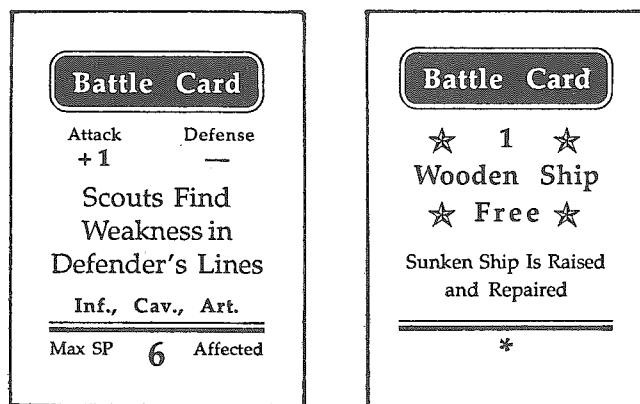 Battle Card
Attack Defense
+1 —
Scouts Find
Weakness in
Defender's Lines
Inf., Cav., Art.
Max SP 6 Affected
Battle Card
☆ 1 ☆
Wooden Ship
☆ Free ☆
Sunken Ship Is Raised
and Repaired
*